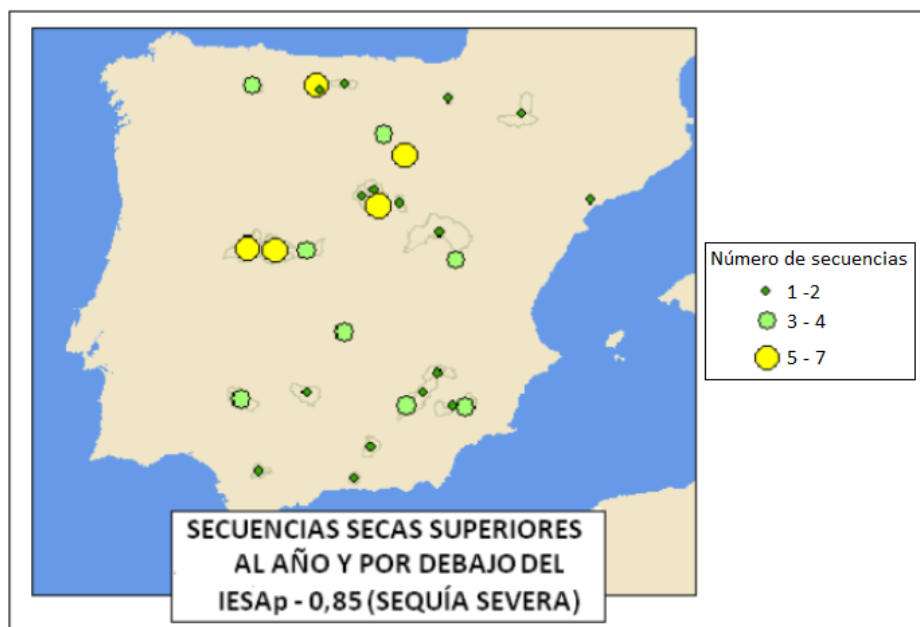 Número de secuencias
1 -2
3 - 4
5 - 7
SECUENCIAS SECAS SUPERIORES
AL AÑO Y POR DEBAJO DEL
IESAp - 0,85 (SEQUÍA SEVERA)